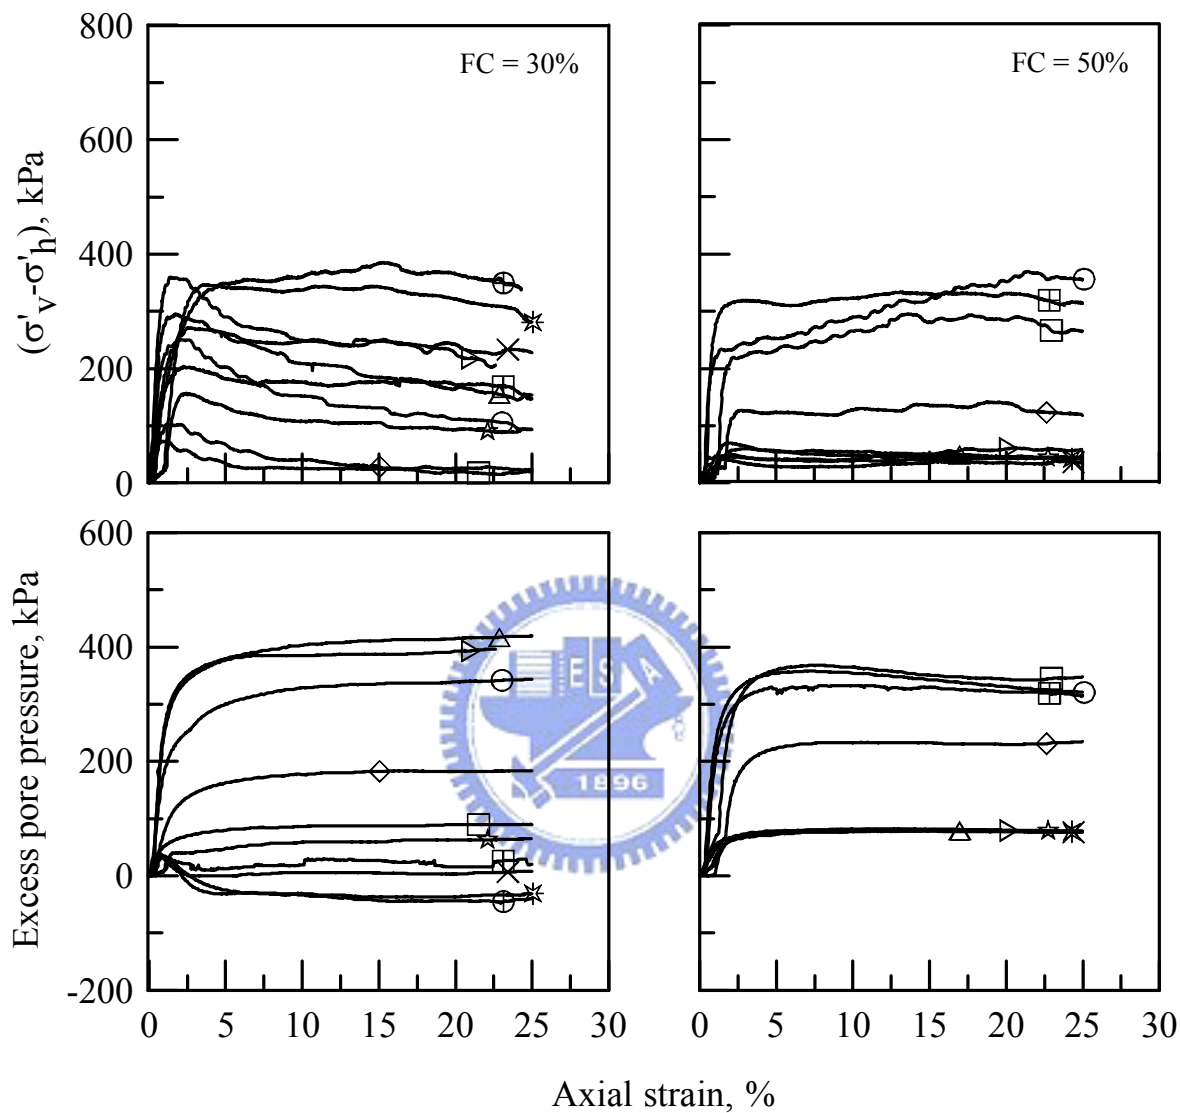 800
600
400
200
0
(σ'v-σ'h), kPa
FC = 30%
FC = 50%
600
400
200
0
-200
Excess pore pressure, kPa
ESA
1896
0 5 10 15 20 25 30
0 5 10 15 20 25 30
Axial strain, %